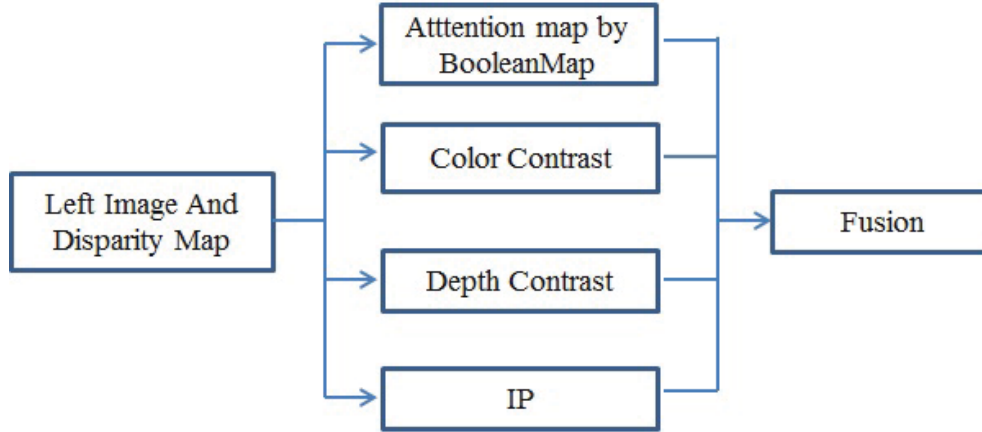 Atttention map by
BooleanMap
Color Contrast
Left Image And
Disparity Map
Fusion
Depth Contrast
IP